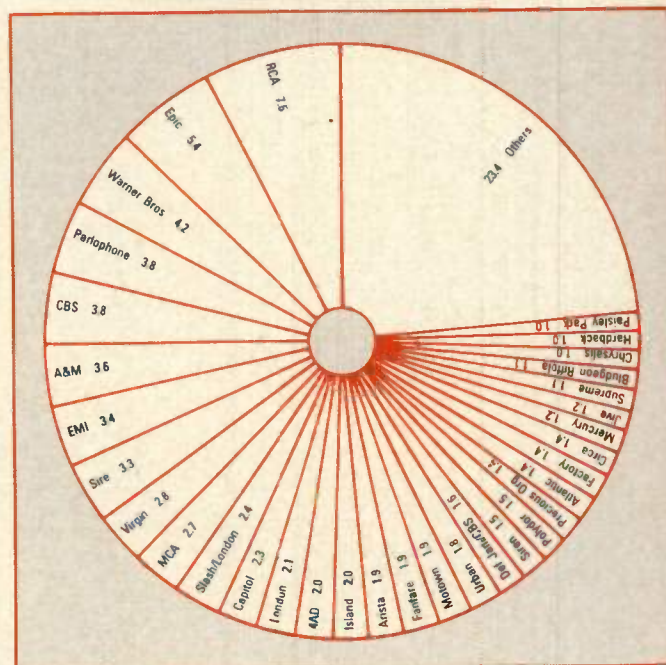 RCA
Epic 5.4
Warner Bros 4.2
Parlophone 3.8
CBS 3.8
A&M 3.6
EMI 3.4
Sire 3.3
Virgin 2.8
MCA 2.7
Slash/London 2.4
Capitol 2.3
London 2.1
4AD 2.0
Island 2.0
Arista 1.9
Fanfare 1.9
Motown 1.9
Urban 1.8
Def Jam/CBS 1.6
Siren 1.5
Polydor 1.5
Precious Org
Atlantic 1.4
Factory 1.4
Circa 1.4
Mercury 1.2
Jive 1.2
Supreme 1.1
Bludgeon Riffola 1.1
Chrysalis 1.0
Hardback 1.0
Paisley Park 1.0
23.4 Others